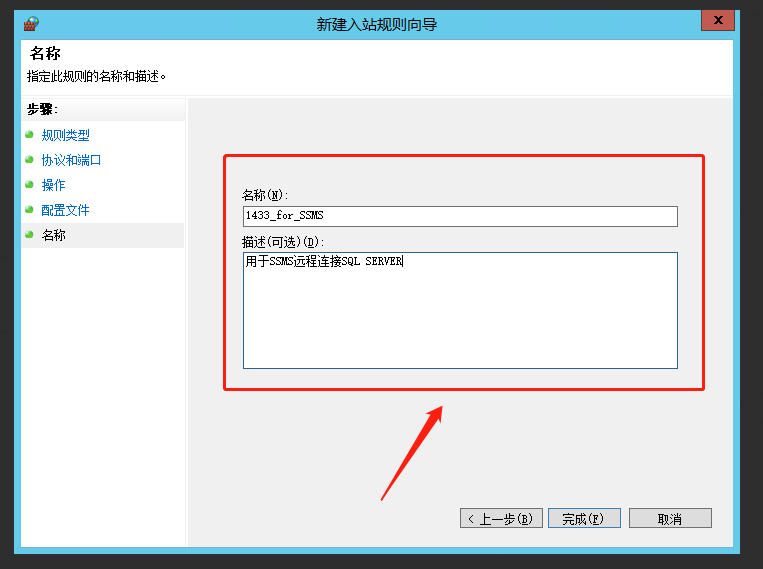 新建入站规则向导
x
名称
指定此规则的名称和描述。
步骤:
规则类型
协议和端口
操作
配置文件
名称
名称(N):
1433_for_SSMS
描述(可选)(D):
用于SSMS远程连接SQL SERVER
< 上一步(B)
完成(F)
取消